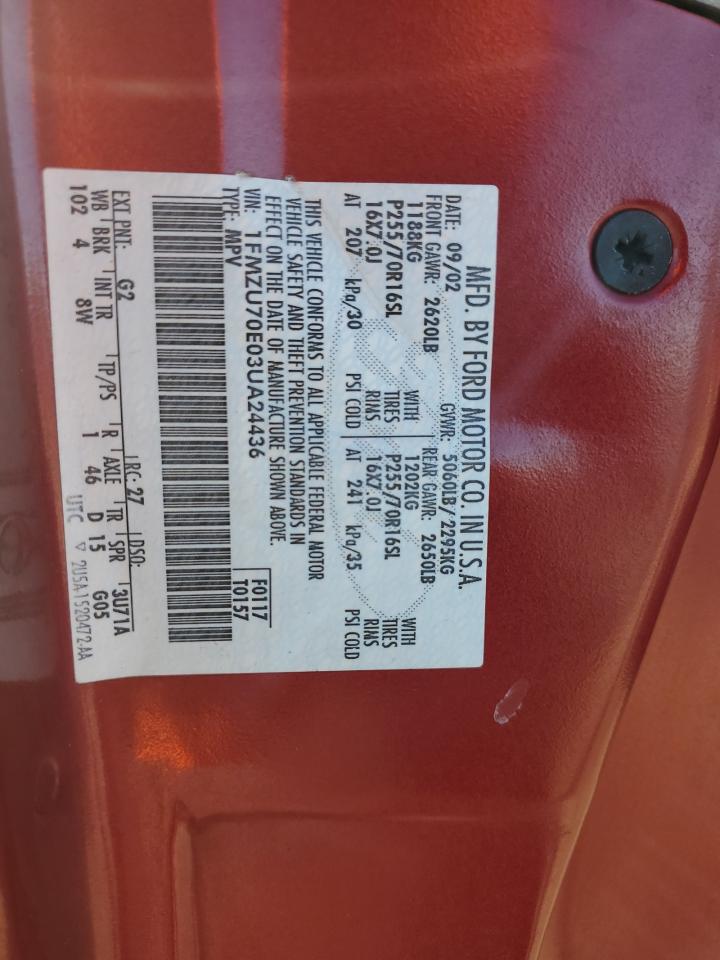 MFD. BY FORD MOTOR CO. IN U.S.A.
DATE: 09/02 GVWR: 5060LB/ 2295KG
FRONT GAWR: 2620LB REAR GAWR: 2650LB
1188KG WITH 1202KG WITH
P255/70R16SL TIRES P255/70R16SL TIRES
16X7.0J RIMS 16X7.0J RIMS
AT 207 kPa/30 PSI COLD AT 241 kPa/35 PSI COLD
THIS VEHICLE CONFORMS TO ALL APPLICABLE FEDERAL MOTOR
VEHICLE SAFETY AND THEFT PREVENTION STANDARDS IN
EFFECT ON THE DATE OF MANUFACTURE SHOWN ABOVE.
VIN: 1FMZU70E03UA24436 F0117
TYPE: MPV T0157
EXT PNT: G2 RC: 27 DSO: 3U71A
WB BRK INT TR TP/PS R AXLE TR SPR
102 4 8W 1 46 D 15 G05
UTC ▽ 2U5A-1520472-AA